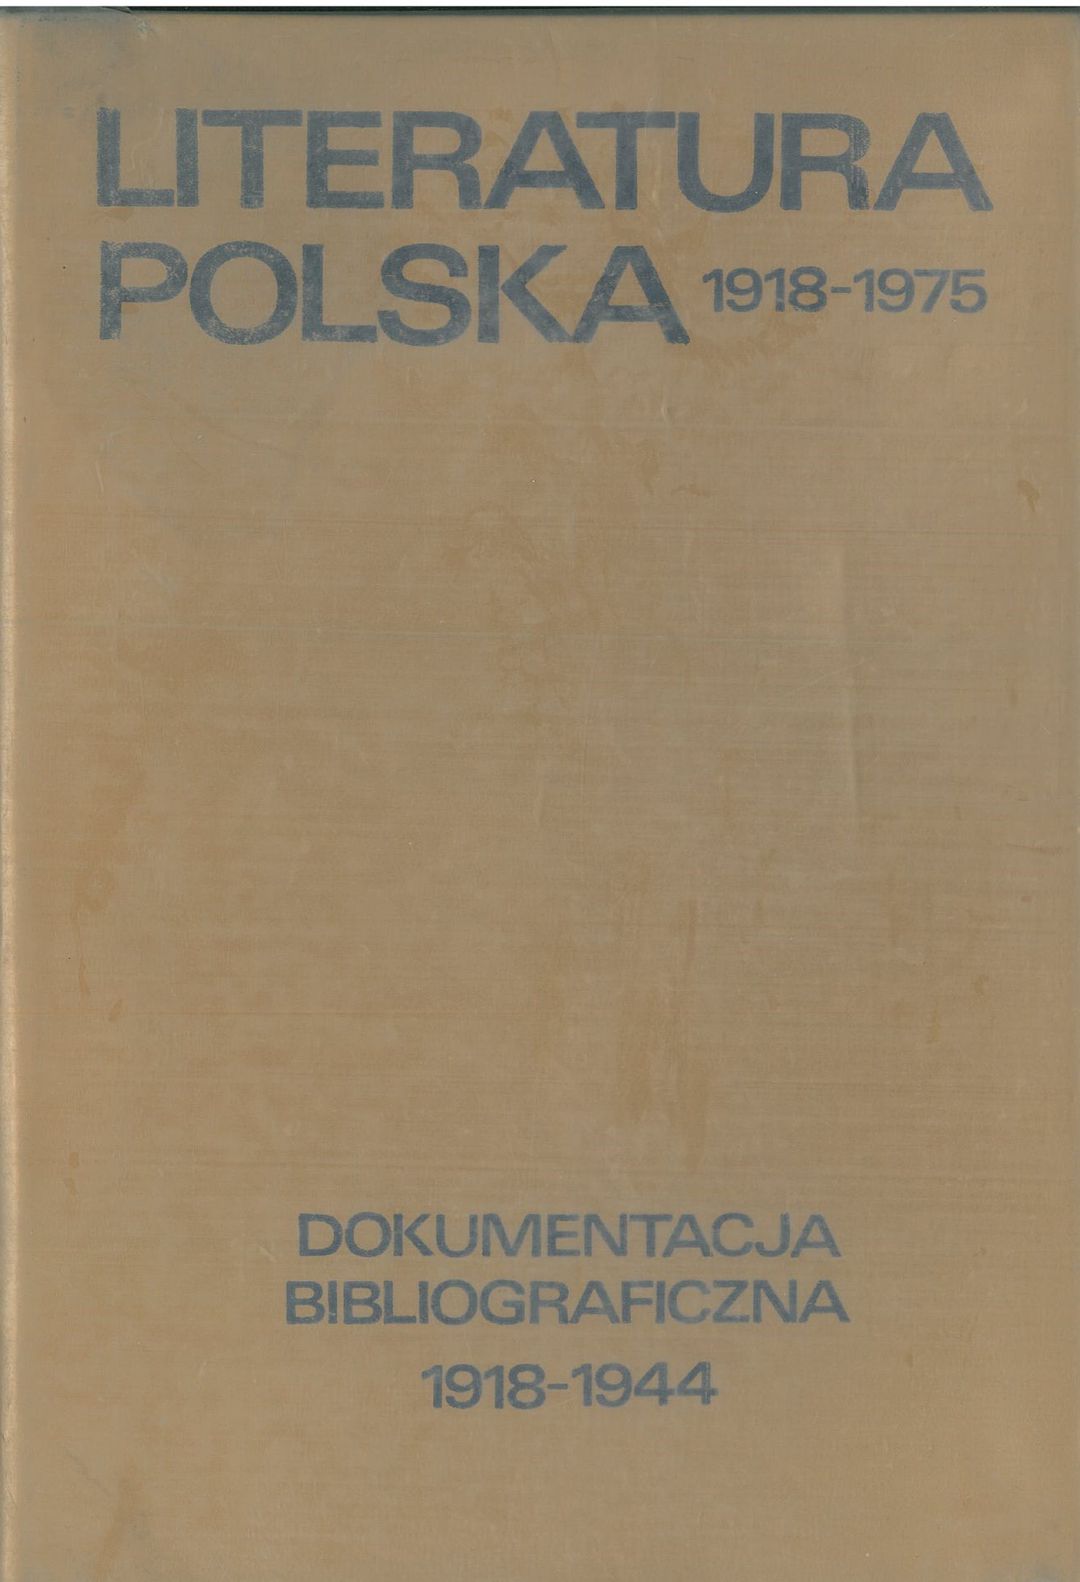 LITERATURA
POLSKA 1918-1975
DOKUMENTACJA
BIBLIOGRAFICZNA
1918-1944